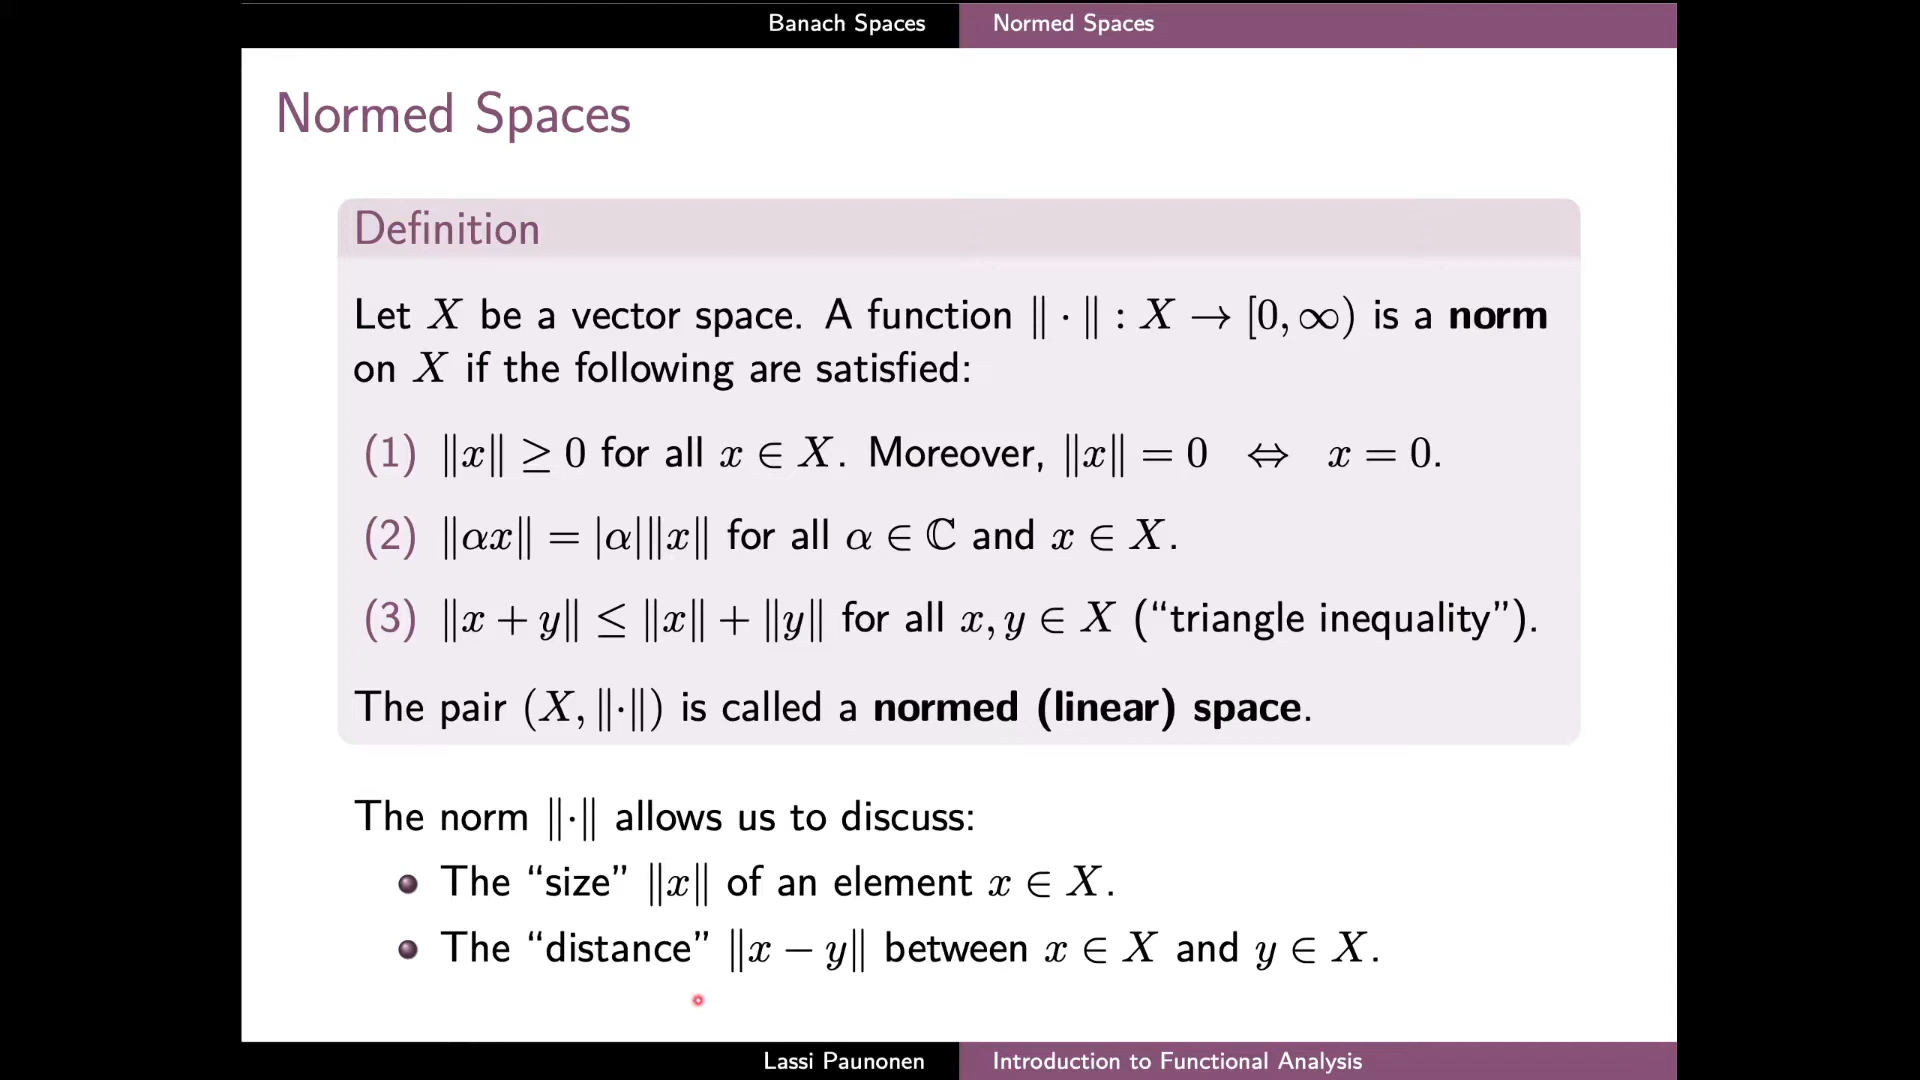 Banach Spaces Normed Spaces
Normed Spaces
Definition
Let X be a vector space. A function ‖ · ‖ : X → [0, ∞) is a norm
on X if the following are satisfied:
(1) ‖x‖ ≥ 0 for all x ∈ X. Moreover, ‖x‖ = 0 ⇔ x = 0.
(2) ‖αx‖ = |α|‖x‖ for all α ∈ ℂ and x ∈ X.
(3) ‖x + y‖ ≤ ‖x‖ + ‖y‖ for all x, y ∈ X (“triangle inequality”).
The pair (X, ‖·‖) is called a normed (linear) space.
The norm ‖·‖ allows us to discuss:
• The “size” ‖x‖ of an element x ∈ X.
• The “distance” ‖x − y‖ between x ∈ X and y ∈ X.
Lassi Paunonen Introduction to Functional Analysis